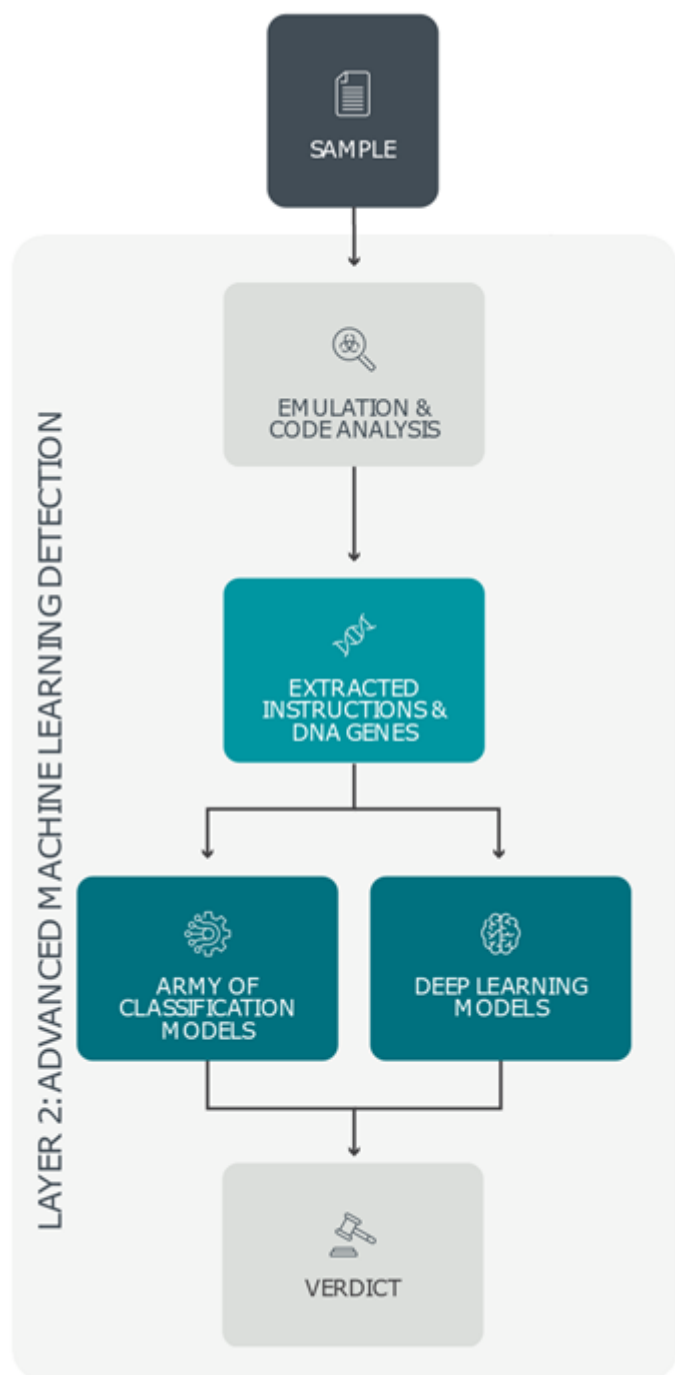 SAMPLE
EMULATION &
CODE ANALYSIS
LAYER 2: ADVANCED MACHINE LEARNING DETECTION
EXTRACTED
INSTRUCTIONS &
DNA GENES
ARMY OF
CLASSIFICATION
MODELS
DEEP LEARNING
MODELS
VERDICT